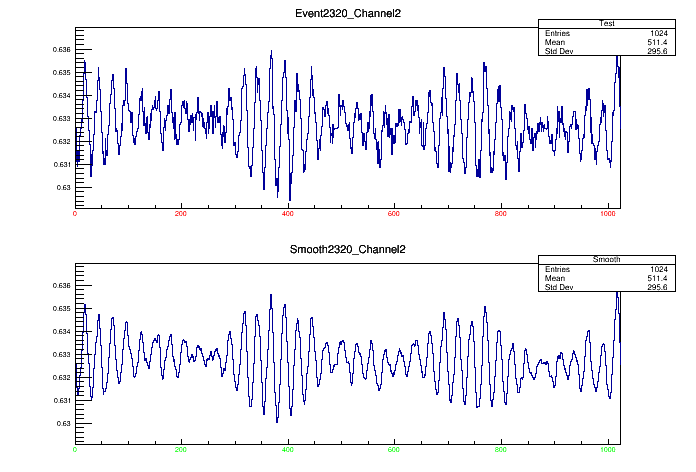 Event2320_Channel2
Test
Entries 1024
Mean 511.4
Std Dev 295.6
0.636
0.635
0.634
0.633
0.632
0.631
0.63
0 200 400 600 800 1000
Smooth2320_Channel2
Smooth
Entries 1024
Mean 511.4
Std Dev 295.6
0.636
0.635
0.634
0.633
0.632
0.631
0.63
0 200 400 600 800 1000